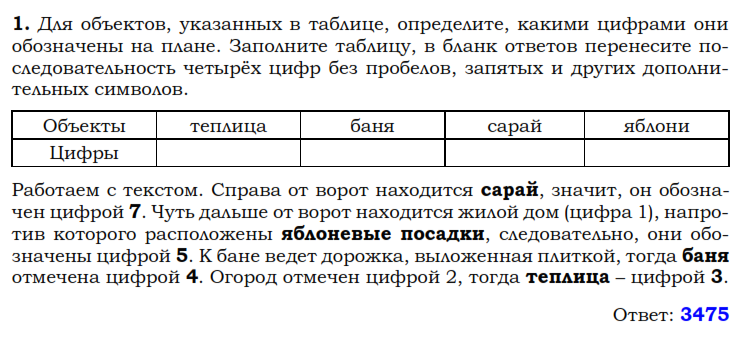 1. Для объектов, указанных в таблице, определите, какими цифрами они
обозначены на плане. Заполните таблицу, в бланк ответов перенесите по-
следовательность четырёх цифр без пробелов, запятых и других дополни-
тельных символов.
Объекты теплица баня сарай яблони
Цифры
Работаем с текстом. Справа от ворот находится сарай, значит, он обозна-
чен цифрой 7. Чуть дальше от ворот находится жилой дом (цифра 1), напро-
тив которого расположены яблоневые посадки, следовательно, они обо-
значены цифрой 5. К бане ведет дорожка, выложенная плиткой, тогда баня
отмечена цифрой 4. Огород отмечен цифрой 2, тогда теплица – цифрой 3.
Ответ: 3475